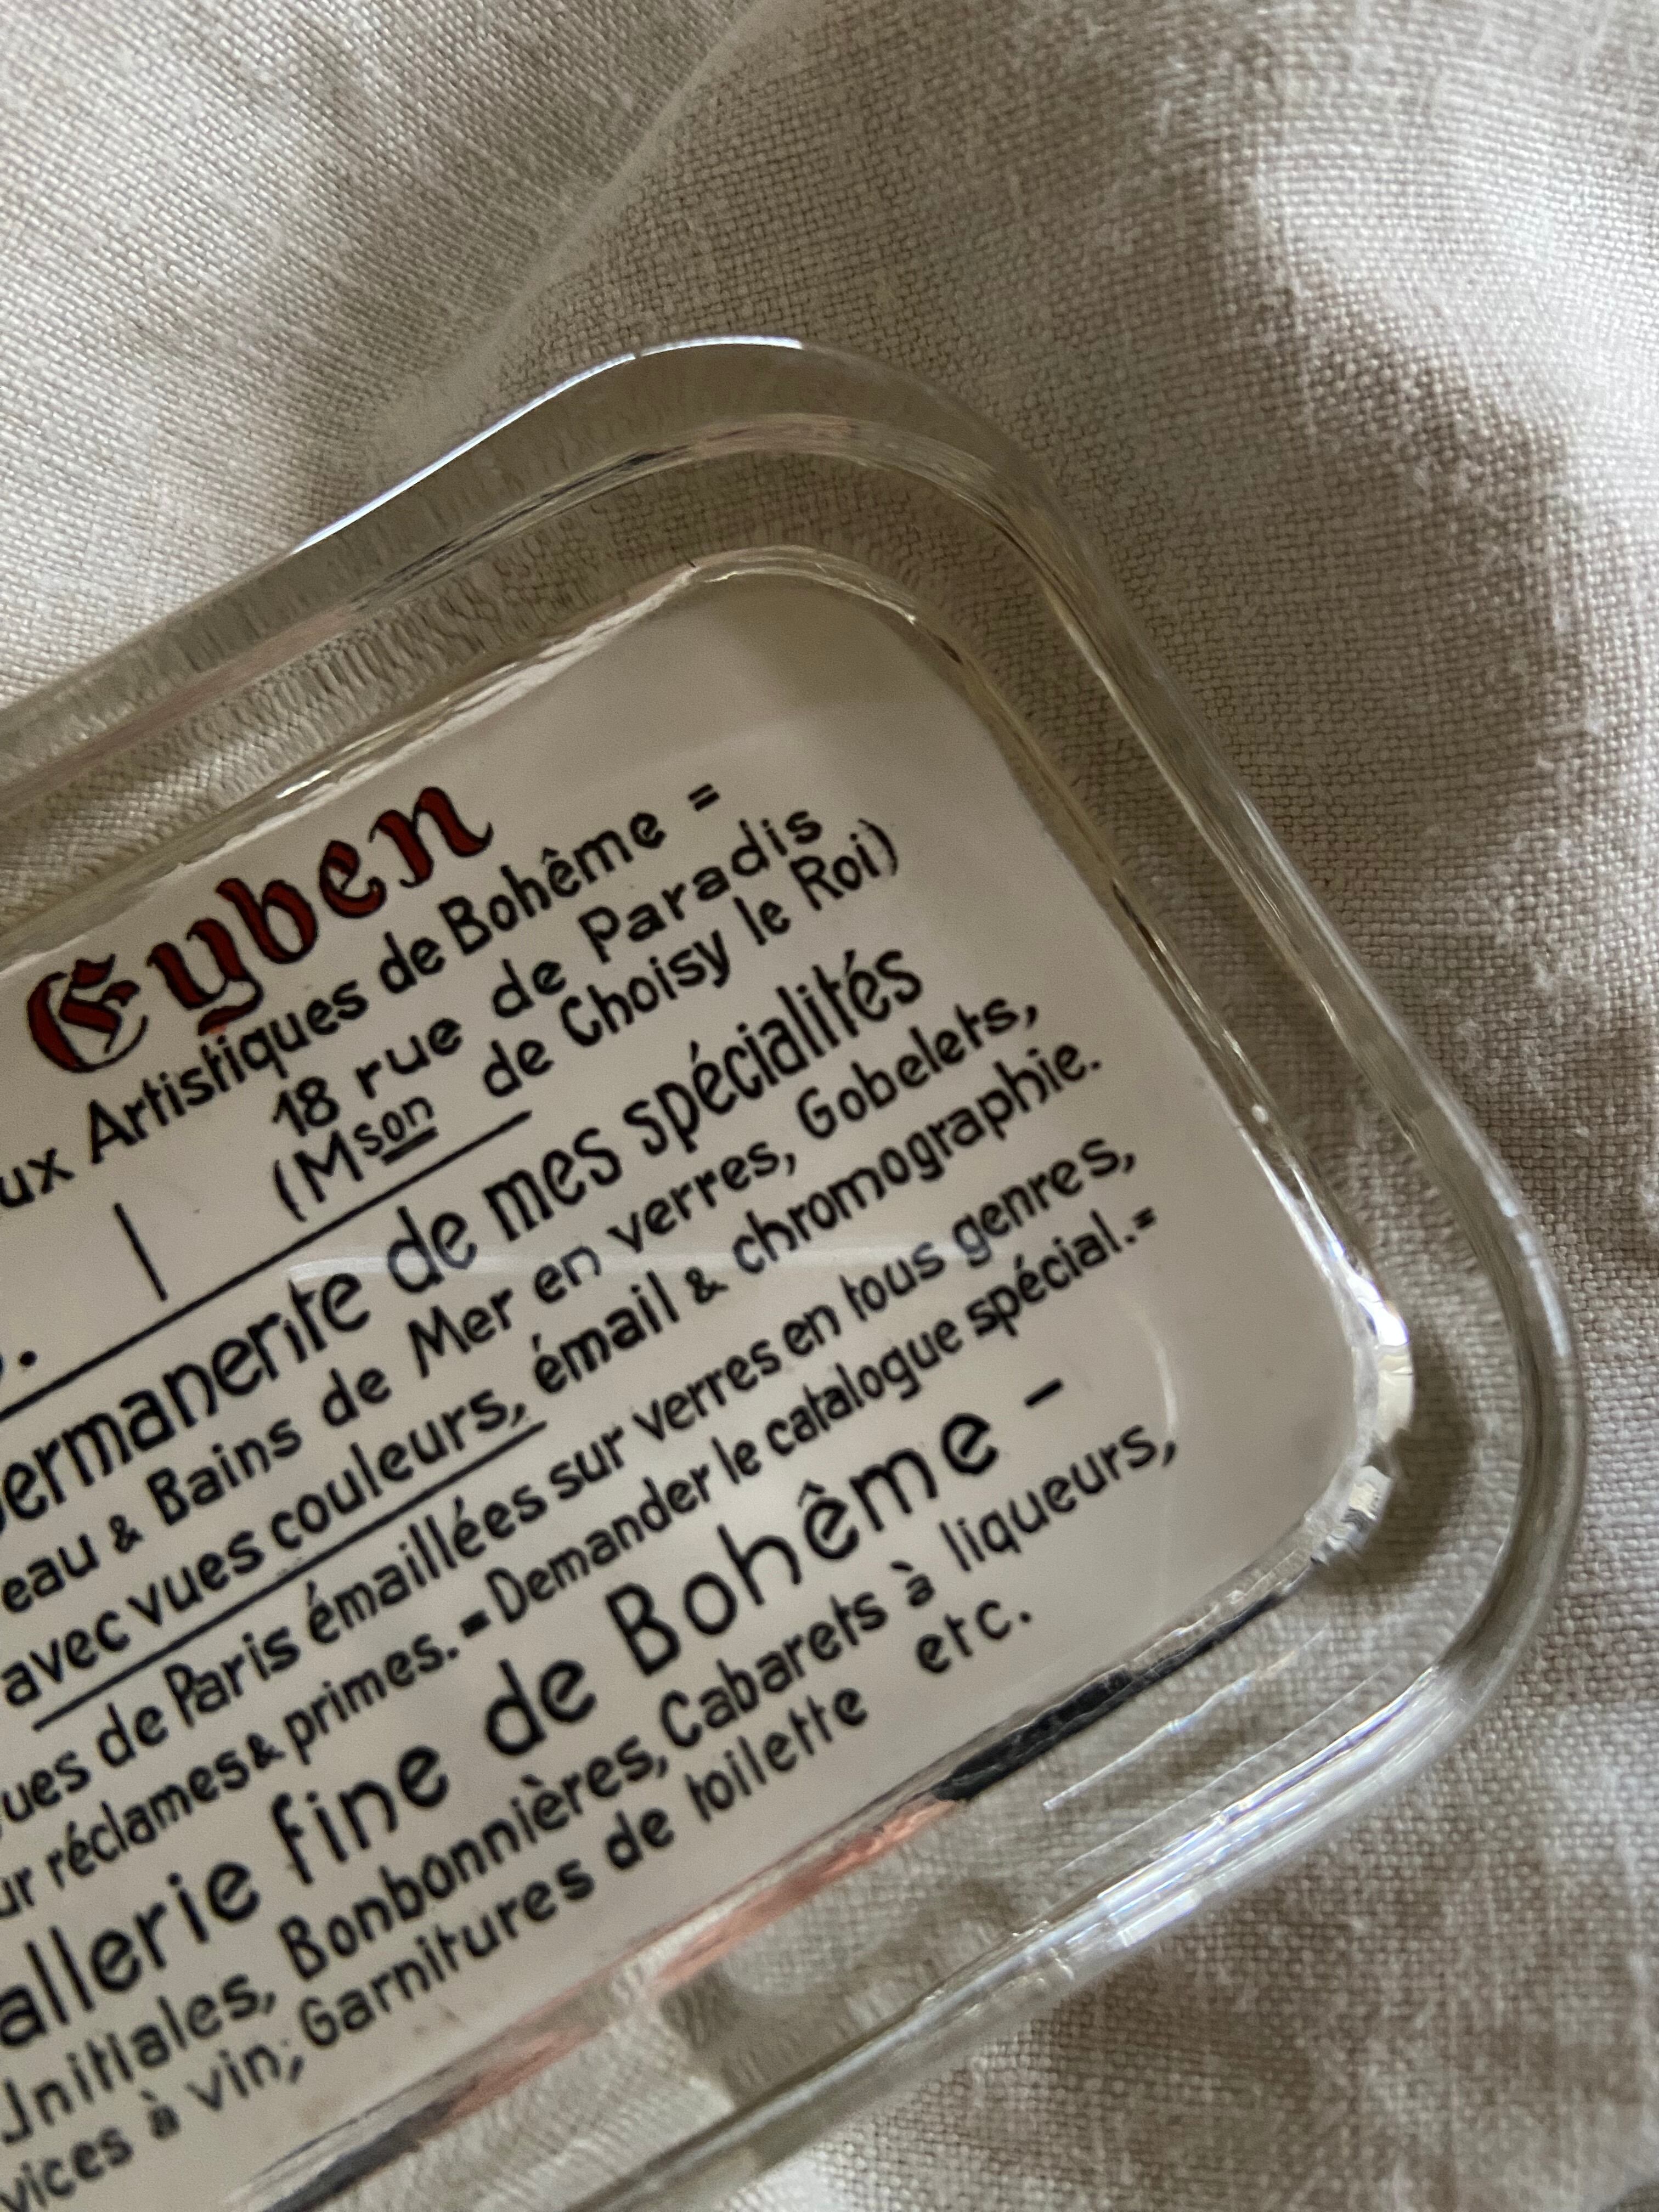 Eyben
ux Artistiques de Bohême =
18 rue de Paradis
(Mson de Choisy le Roi)
ermanente de mes spécialités
eau & Bains de Mer en verres, Gobelets,
avec vues couleurs, émail & chromographie.
ues de Paris émaillées sur verres en tous genres,
ur réclames & primes. = Demander le catalogue spécial. =
allerie fine de Bohême -
Initiales, Bonbonnières, Cabarets à liqueurs,
vices à vin, Garnitures de toilette etc.